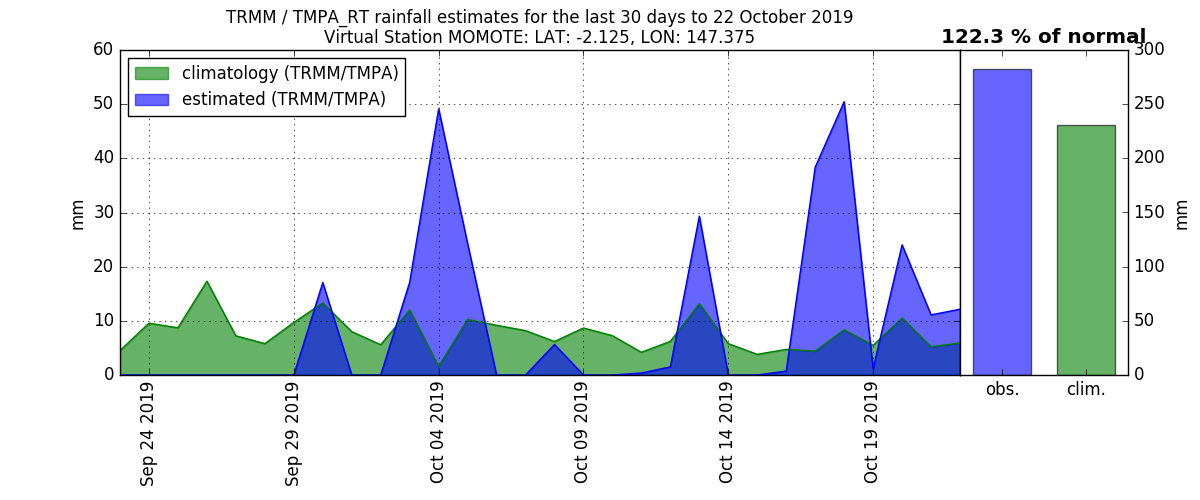 TRMM / TMPA_RT rainfall estimates for the last 30 days to 22 October 2019
Virtual Station MOMOTE: LAT: -2.125, LON: 147.375
122.3 % of normal
climatology (TRMM/TMPA)
estimated (TRMM/TMPA)
mm
60
50
40
30
20
10
0
Sep 24 2019
Sep 29 2019
Oct 04 2019
Oct 09 2019
Oct 14 2019
Oct 19 2019
300
250
200
150
100
50
0
mm
obs.
clim.